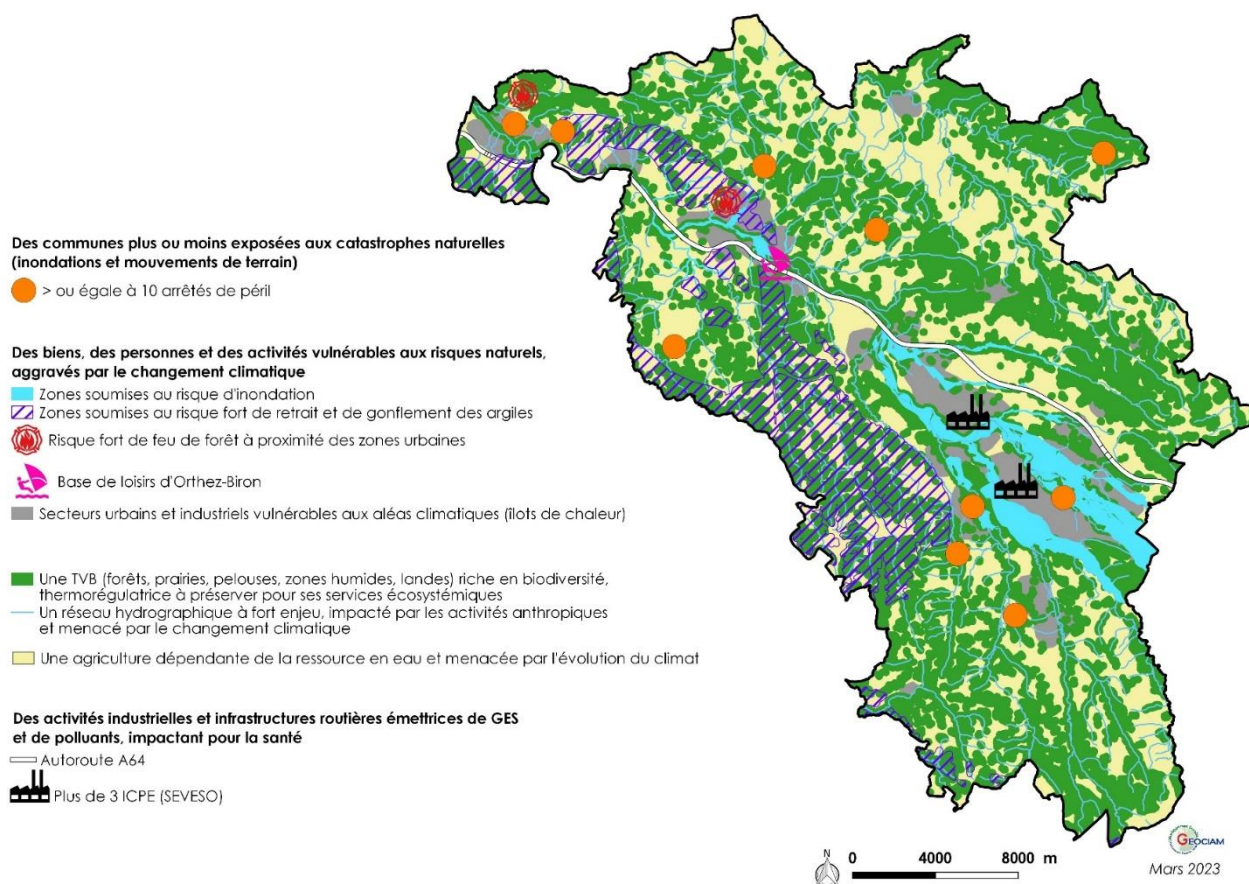 Des communes plus ou moins exposées aux catastrophes naturelles
(inondations et mouvements de terrain)
> ou égale à 10 arrêtés de péril
Des biens, des personnes et des activités vulnérables aux risques naturels,
aggravés par le changement climatique
Zones soumises au risque d'inondation
Zones soumises au risque fort de retrait et de gonflement des argiles
Risque fort de feu de forêt à proximité des zones urbaines
Base de loisirs d'Orthez-Biron
Secteurs urbains et industriels vulnérables aux aléas climatiques (îlots de chaleur)
Une TVB (forêts, prairies, pelouses, zones humides, landes) riche en biodiversité,
thermorégulatrice à préserver pour ses services écosystémiques
Un réseau hydrographique à fort enjeu, impacté par les activités anthropiques
et menacé par le changement climatique
Une agriculture dépendante de la ressource en eau et menacée par l'évolution du climat
Des activités industrielles et infrastructures routières émettrices de GES
et de polluants, impactant pour la santé
Autoroute A64
Plus de 3 ICPE (SEVESO)
N
0 4000 8000 m
GEOCIAM
Mars 2023